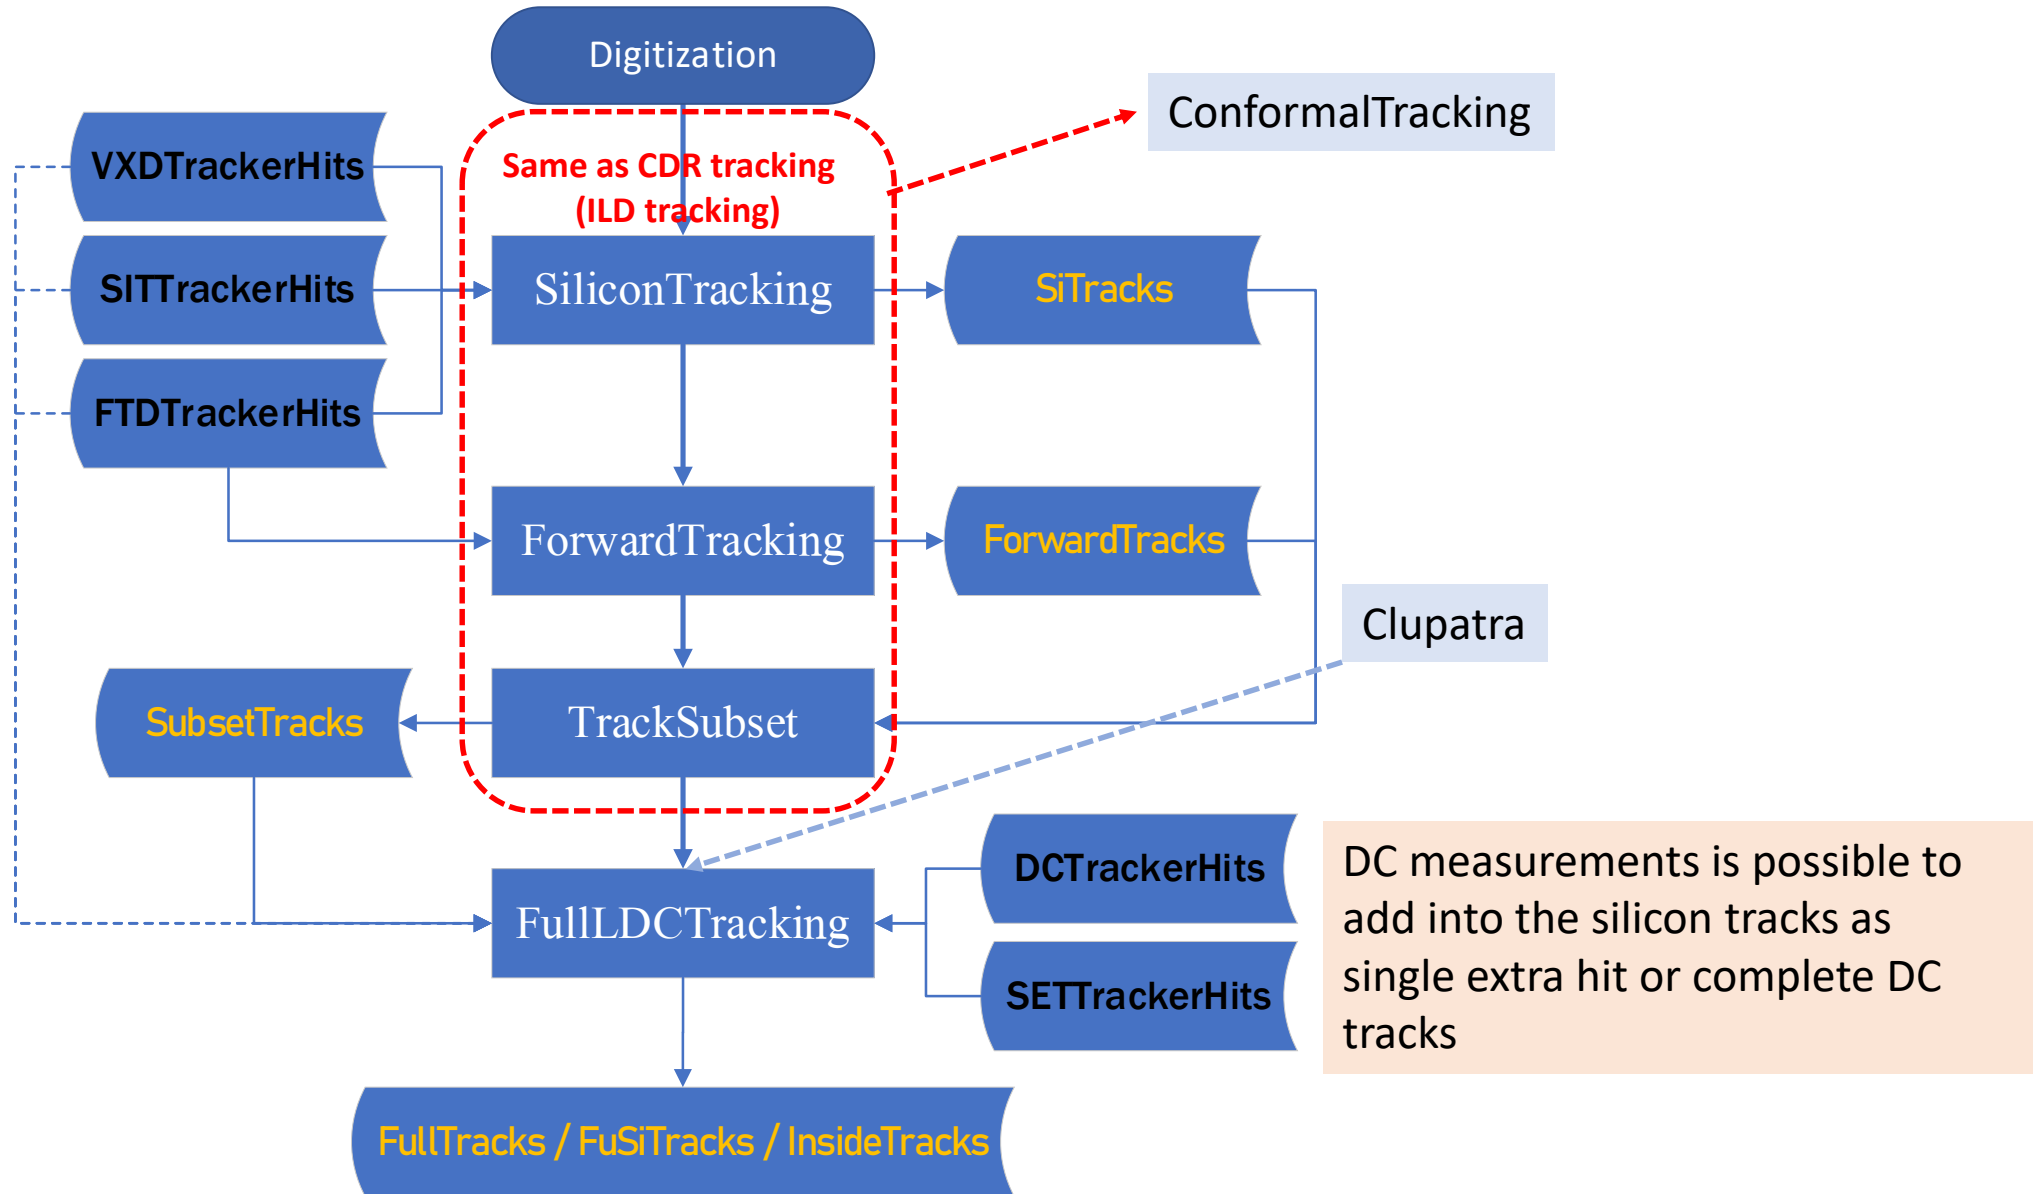 Digitization
ConformalTracking
VXDTrackerHits
Same as CDR tracking
(ILD tracking)
SITTrackerHits
SiliconTracking
SiTracks
FTDTrackerHits
ForwardTracking
ForwardTracks
Clupatra
SubsetTracks
TrackSubset
DCTrackerHits
FullLDCTracking
SETTrackerHits
DC measurements is possible to
add into the silicon tracks as
single extra hit or complete DC
tracks
FullTracks / FuSiTracks / InsideTracks